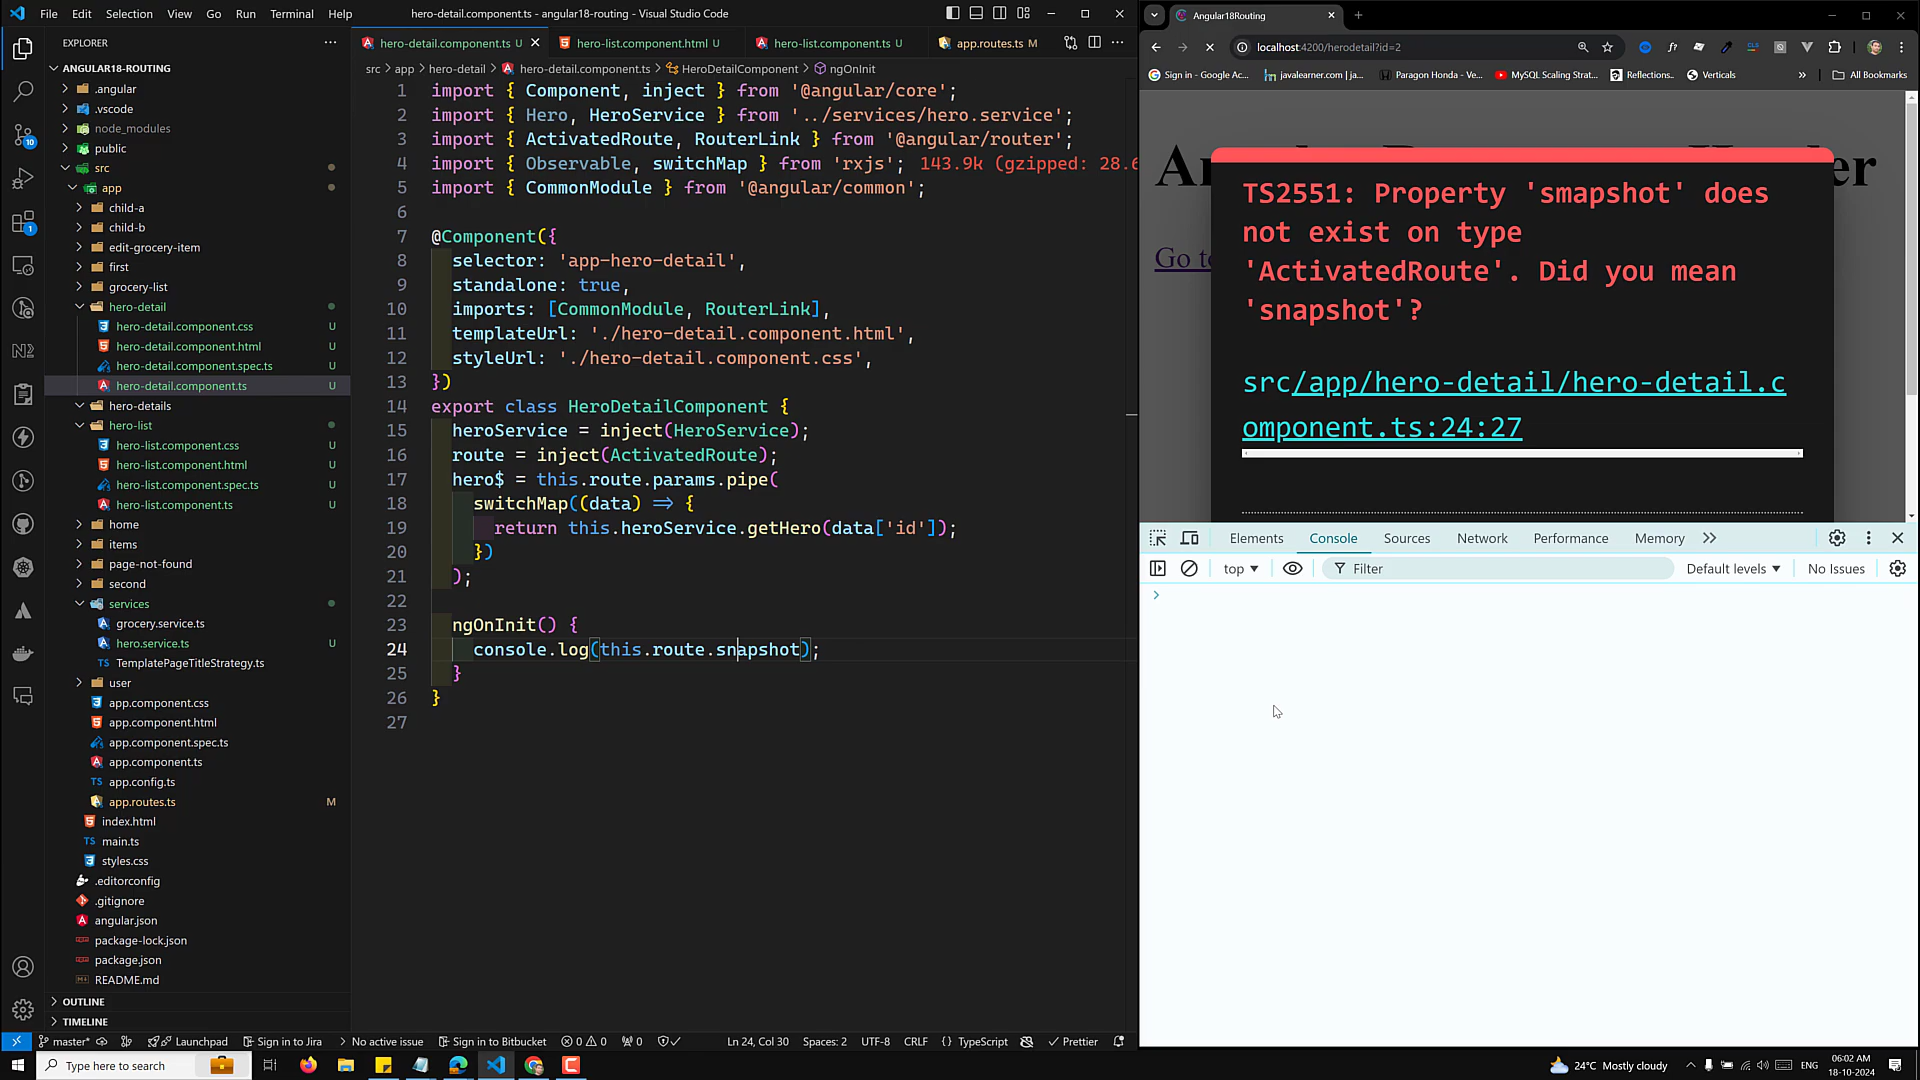 File Edit Selection View Go Run Terminal Help
hero-detail.component.ts - angular18-routing - Visual Studio Code
EXPLORER
ANGULAR18-ROUTING
.angular
.vscode
node_modules
public
src
app
child-a
child-b
edit-grocery-item
first
grocery-list
hero-detail
hero-detail.component.css U
hero-detail.component.html U
hero-detail.component.spec.ts U
hero-detail.component.ts U
hero-details
hero-list
hero-list.component.css U
hero-list.component.html U
hero-list.component.spec.ts U
hero-list.component.ts U
home
items
page-not-found
second
services
grocery.service.ts
hero.service.ts U
TS TemplatePageTitleStrategy.ts
user
app.component.css
app.component.html
app.component.spec.ts
app.component.ts
TS app.config.ts
app.routes.ts M
index.html
TS main.ts
styles.css
.editorconfig
.gitignore
angular.json
package-lock.json
package.json
README.md
OUTLINE
TIMELINE
10
1
hero-detail.component.ts U
hero-list.component.html U
hero-list.component.ts U
app.routes.ts M
src > app > hero-detail > hero-detail.component.ts > HeroDetailComponent > ngOnInit
1 import { Component, inject } from '@angular/core';
2 import { Hero, HeroService } from '../services/hero.service';
3 import { ActivatedRoute, RouterLink } from '@angular/router';
4 import { Observable, switchMap } from 'rxjs'; 143.9k (gzipped: 28.6
5 import { CommonModule } from '@angular/common';
6
7 @Component({
8 selector: 'app-hero-detail',
9 standalone: true,
10 imports: [CommonModule, RouterLink],
11 templateUrl: './hero-detail.component.html',
12 styleUrl: './hero-detail.component.css',
13 })
14 export class HeroDetailComponent {
15 heroService = inject(HeroService);
16 route = inject(ActivatedRoute);
17 hero$ = this.route.params.pipe(
18 switchMap((data) => {
19 return this.heroService.getHero(data['id']);
20 })
21 );
22
23 ngOnInit() {
24 console.log(this.route.snapshot);
25 }
26 }
27
master* Launchpad Sign in to Jira No active issue Sign in to Bitbucket 0 0 0 Ln 24, Col 30 Spaces: 2 UTF-8 CRLF {} TypeScript Prettier
Angular18Routing
localhost:4200/herodetail?id=2
Sign in - Google Ac...
javalearner.com | ja...
Paragon Honda - Ve...
MySQL Scaling Strat...
Reflections..
Verticals
All Bookmarks
Go to
TS2551: Property 'smapshot' does
not exist on type
'ActivatedRoute'. Did you mean
'snapshot'?
src/app/hero-detail/hero-detail.c
omponent.ts:24:27
Elements Console Sources Network Performance Memory
top Filter Default levels No Issues
Type here to search
24°C Mostly cloudy
ENG
06:02 AM
18-10-2024